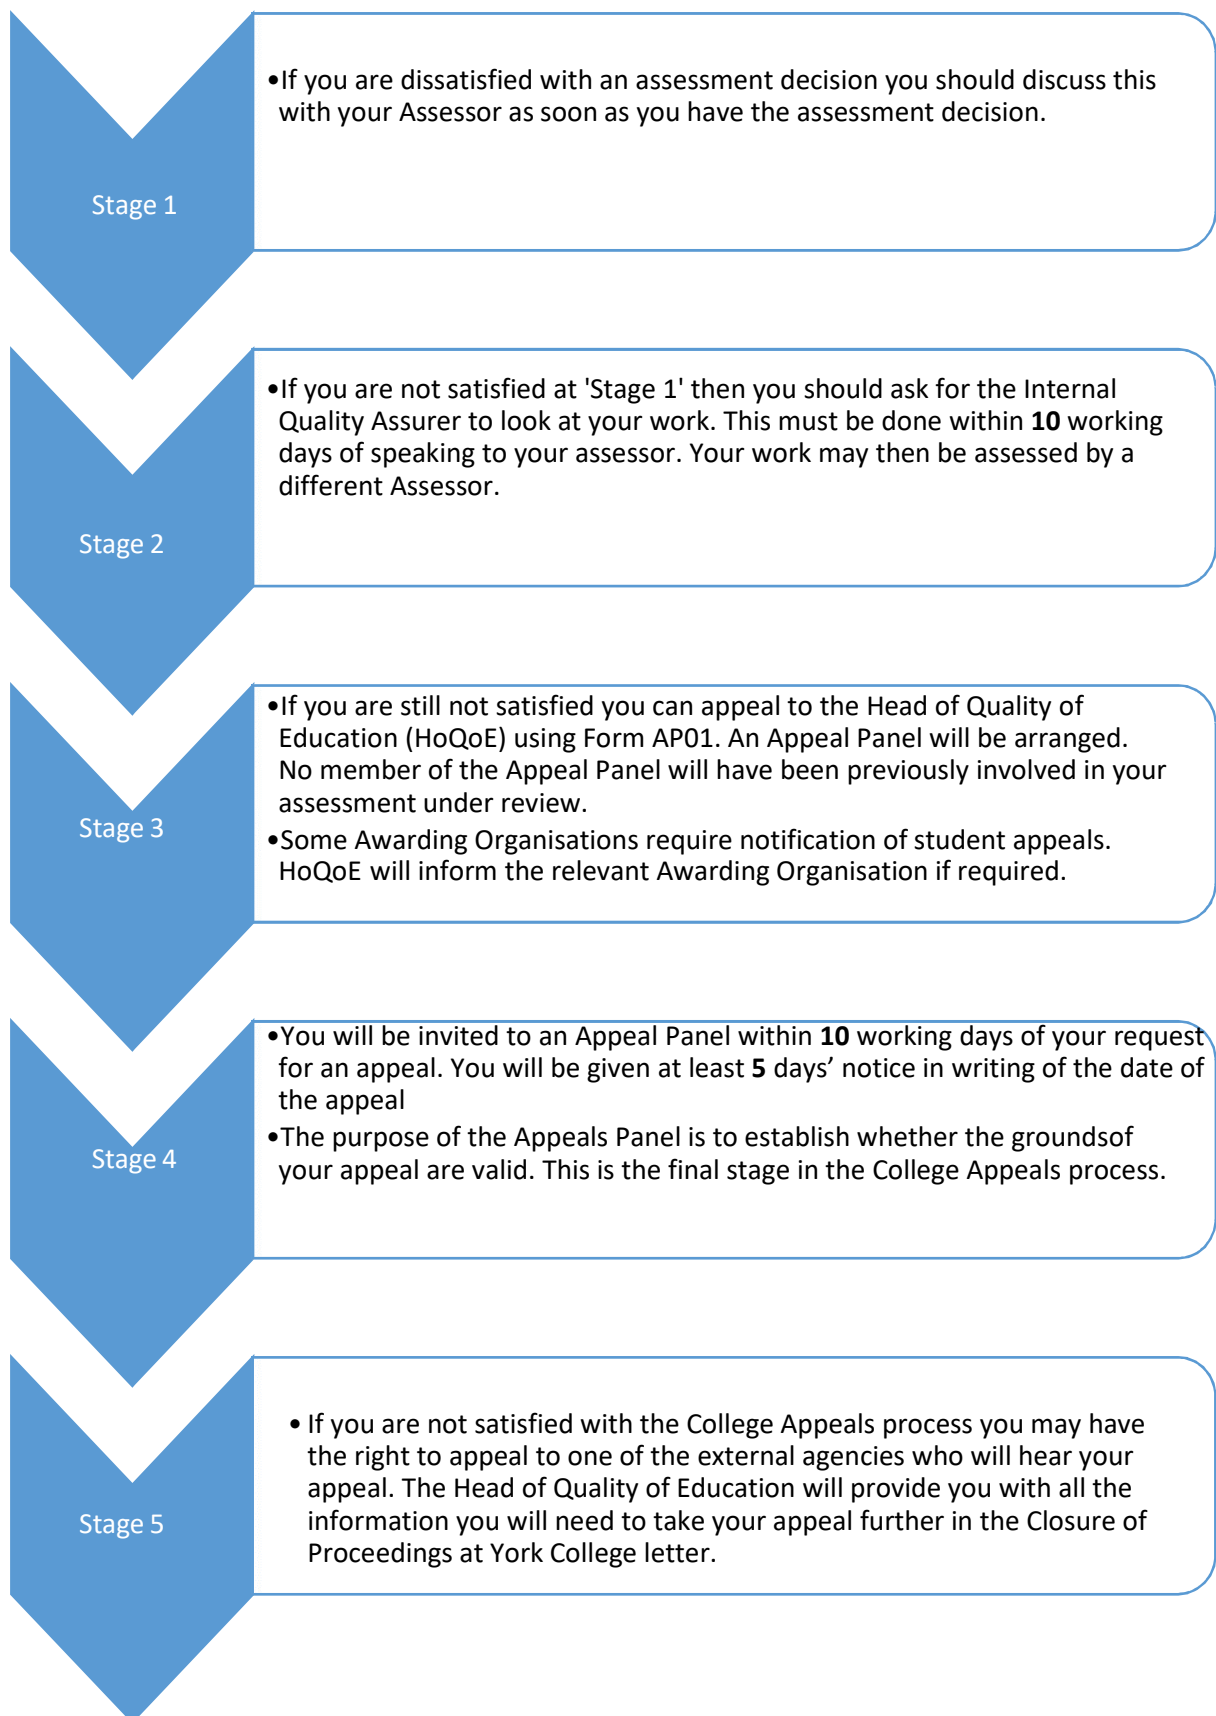 •If you are dissatisfied with an assessment decision you should discuss this
with your Assessor as soon as you have the assessment decision.
Stage 1
•If you are not satisfied at 'Stage 1' then you should ask for the Internal
Quality Assurer to look at your work. This must be done within 10 working
days of speaking to your assessor. Your work may then be assessed by a
different Assessor.
Stage 2
•If you are still not satisfied you can appeal to the Head of Quality of
Education (HoQoE) using Form AP01. An Appeal Panel will be arranged.
No member of the Appeal Panel will have been previously involved in your
assessment under review.
•Some Awarding Organisations require notification of student appeals.
HoQoE will inform the relevant Awarding Organisation if required.
Stage 3
•You will be invited to an Appeal Panel within 10 working days of your request
for an appeal. You will be given at least 5 days’ notice in writing of the date of
the appeal
•The purpose of the Appeals Panel is to establish whether the groundsof
your appeal are valid. This is the final stage in the College Appeals process.
Stage 4
• If you are not satisfied with the College Appeals process you may have
the right to appeal to one of the external agencies who will hear your
appeal. The Head of Quality of Education will provide you with all the
information you will need to take your appeal further in the Closure of
Proceedings at York College letter.
Stage 5